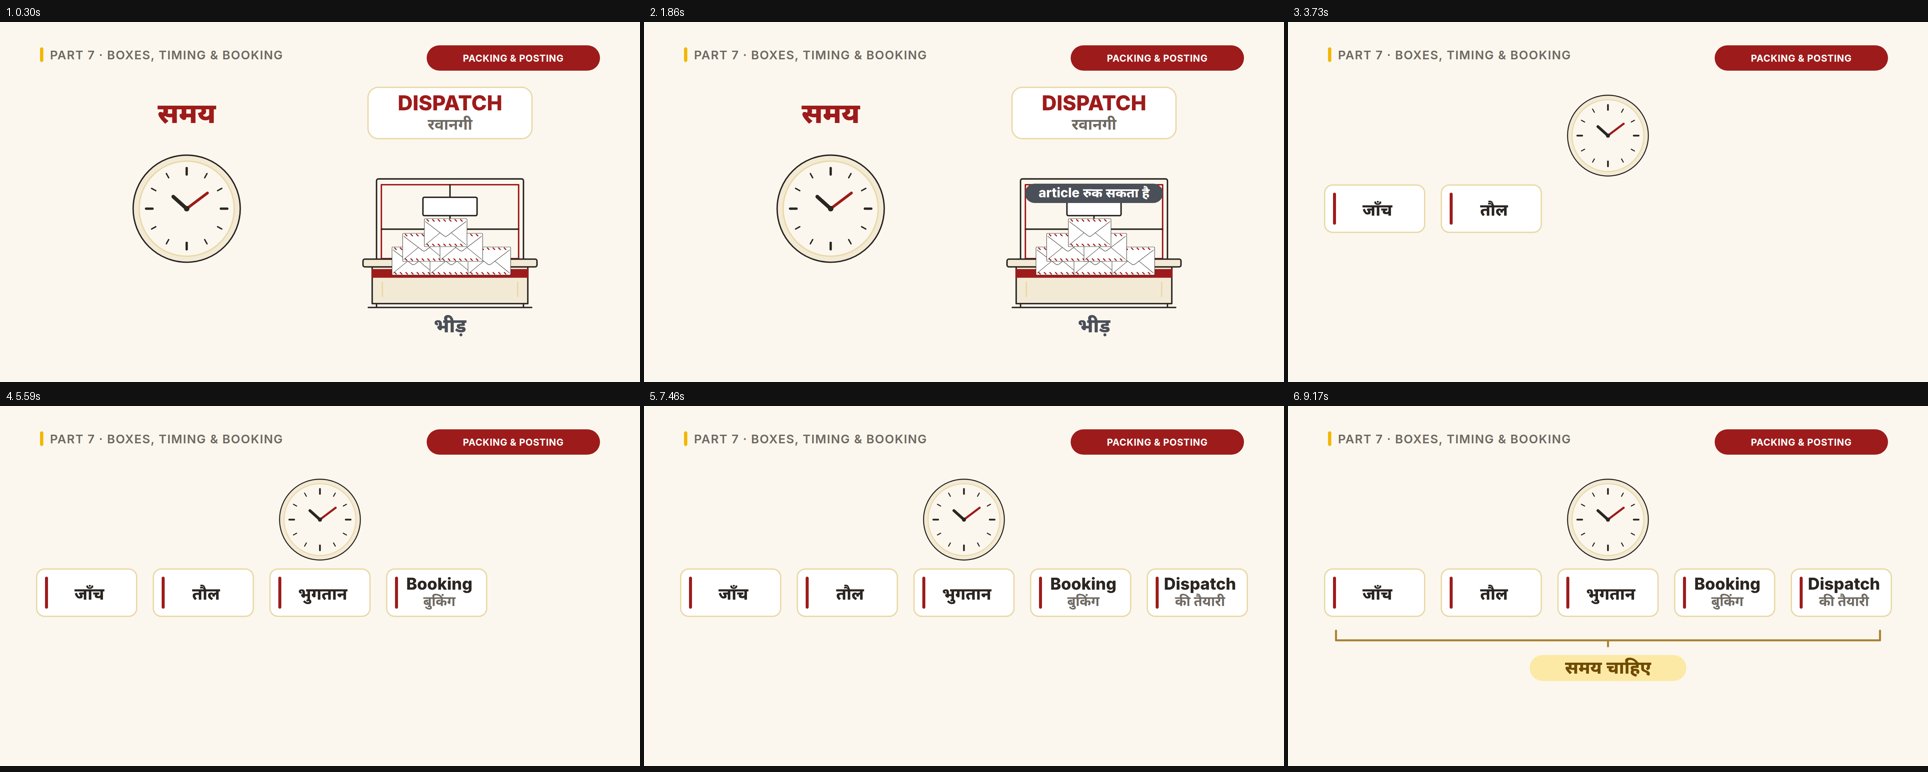 1. 0.30s
PART 7 · BOXES, TIMING & BOOKING
PACKING & POSTING
समय
DISPATCH
रवानगी
भीड़
2. 1.86s
PART 7 · BOXES, TIMING & BOOKING
PACKING & POSTING
समय
DISPATCH
रवानगी
article रुक सकता है
भीड़
3. 3.73s
PART 7 · BOXES, TIMING & BOOKING
PACKING & POSTING
जाँच
तौल
4. 5.59s
PART 7 · BOXES, TIMING & BOOKING
PACKING & POSTING
जाँच
तौल
भुगतान
Booking
बुकिंग
5. 7.46s
PART 7 · BOXES, TIMING & BOOKING
PACKING & POSTING
जाँच
तौल
भुगतान
Booking
बुकिंग
Dispatch
की तैयारी
6. 9.17s
PART 7 · BOXES, TIMING & BOOKING
PACKING & POSTING
जाँच
तौल
भुगतान
Booking
बुकिंग
Dispatch
की तैयारी
समय चाहिए